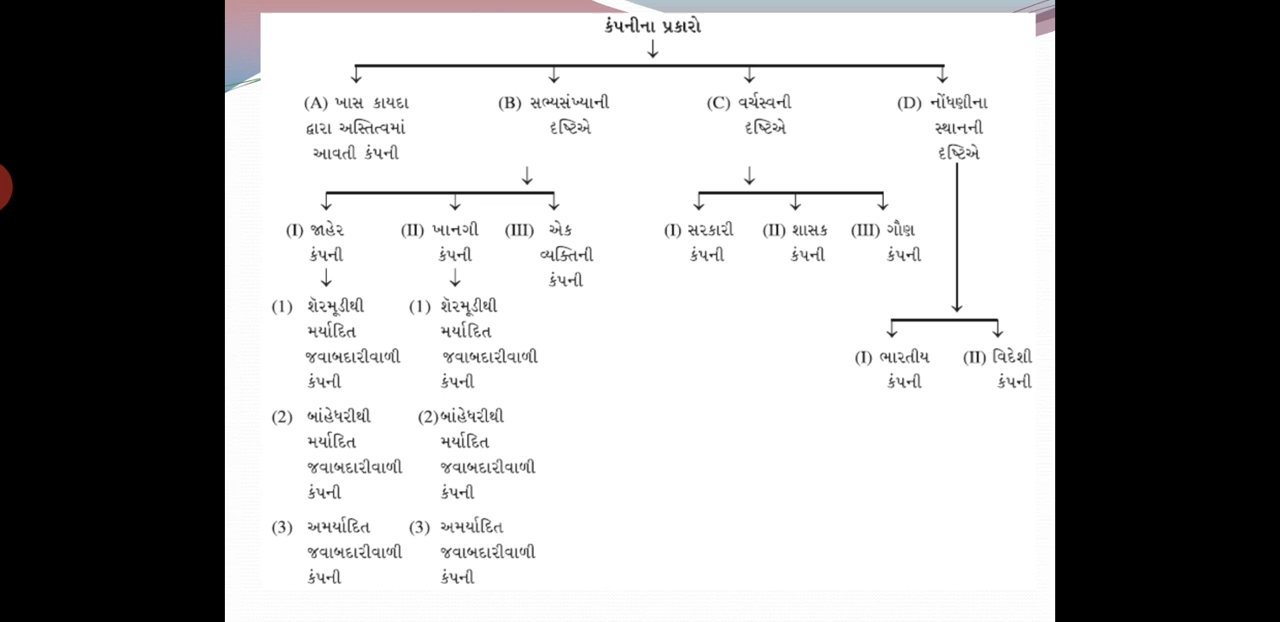 કંપનીના પ્રકારો
(A) ખાસ કાયદા
દ્વારા અસ્તિત્વમાં
આવતી કંપની
(B) સભ્યસંખ્યાની
દૃષ્ટિએ
(C) વર્ચસ્વની
દૃષ્ટિએ
(D) નોંધણીના
સ્થાનની
દૃષ્ટિએ
(I) જાહેર
કંપની
(II) ખાનગી
કંપની
(III) એક
વ્યક્તિની
કંપની
(I) સરકારી
કંપની
(II) શાસક
કંપની
(III) ગૌણ
કંપની
(1) શૅરમૂડીથી
મર્યાદિત
જવાબદારીવાળી
કંપની
(2) બાંહેધરીથી
મર્યાદિત
જવાબદારીવાળી
કંપની
(3) અમર્યાદિત
જવાબદારીવાળી
કંપની
(1) શૅરમૂડીથી
મર્યાદિત
જવાબદારીવાળી
કંપની
(2) બાંહેધરીથી
મર્યાદિત
જવાબદારીવાળી
કંપની
(3) અમર્યાદિત
જવાબદારીવાળી
કંપની
(I) ભારતીય
કંપની
(II) વિદેશી
કંપની